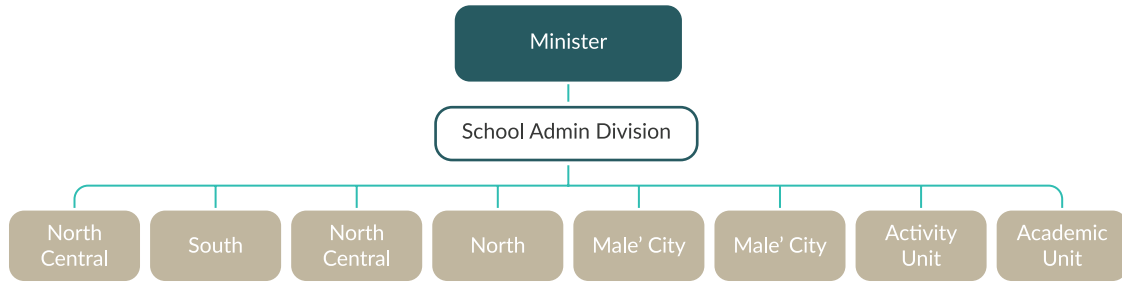 Minister
School Admin Division
North
Central
South
North
Central
North
Male’ City
Male’ City
Activity
Unit
Academic
Unit